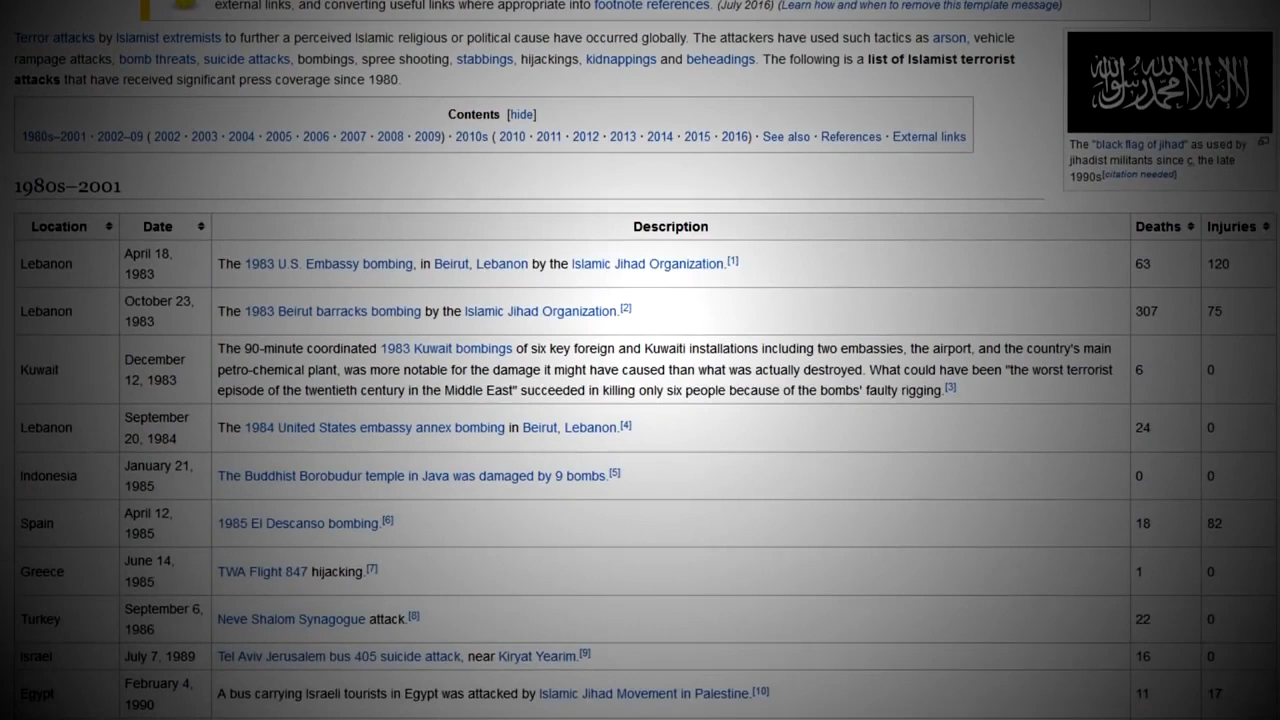 external links, and converting useful links where appropriate into footnote references. (July 2016) (Learn how and when to remove this template message)
Terror attacks by Islamist extremists to further a perceived Islamic religious or political cause have occurred globally. The attackers have used such tactics as arson, vehicle
rampage attacks, bomb threats, suicide attacks, bombings, spree shooting, stabbings, hijackings, kidnappings and beheadings. The following is a list of Islamist terrorist
attacks that have received significant press coverage since 1980.
لا إله إلا الله محمد رسول الله
The "black flag of jihad" as used by
jihadist militants since c. the late
1990s[citation needed]
Contents [hide]
1980s–2001 · 2002–09 ( 2002 · 2003 · 2004 · 2005 · 2006 · 2007 · 2008 · 2009) · 2010s ( 2010 · 2011 · 2012 · 2013 · 2014 · 2015 · 2016) · See also · References · External links
1980s–2001
Location Date Description Deaths Injuries
Lebanon April 18, 1983 The 1983 U.S. Embassy bombing, in Beirut, Lebanon by the Islamic Jihad Organization.[1] 63 120
Lebanon October 23, 1983 The 1983 Beirut barracks bombing by the Islamic Jihad Organization.[2] 307 75
Kuwait December 12, 1983 The 90-minute coordinated 1983 Kuwait bombings of six key foreign and Kuwaiti installations including two embassies, the airport, and the country's main
petro-chemical plant, was more notable for the damage it might have caused than what was actually destroyed. What could have been "the worst terrorist
episode of the twentieth century in the Middle East" succeeded in killing only six people because of the bombs' faulty rigging.[3] 6 0
Lebanon September 20, 1984 The 1984 United States embassy annex bombing in Beirut, Lebanon.[4] 24 0
Indonesia January 21, 1985 The Buddhist Borobudur temple in Java was damaged by 9 bombs.[5] 0 0
Spain April 12, 1985 1985 El Descanso bombing.[6] 18 82
Greece June 14, 1985 TWA Flight 847 hijacking.[7] 1 0
Turkey September 6, 1986 Neve Shalom Synagogue attack.[8] 22 0
Israel July 7, 1989 Tel Aviv Jerusalem bus 405 suicide attack, near Kiryat Yearim.[9] 16 0
Egypt February 4, 1990 A bus carrying Israeli tourists in Egypt was attacked by Islamic Jihad Movement in Palestine.[10] 11 17